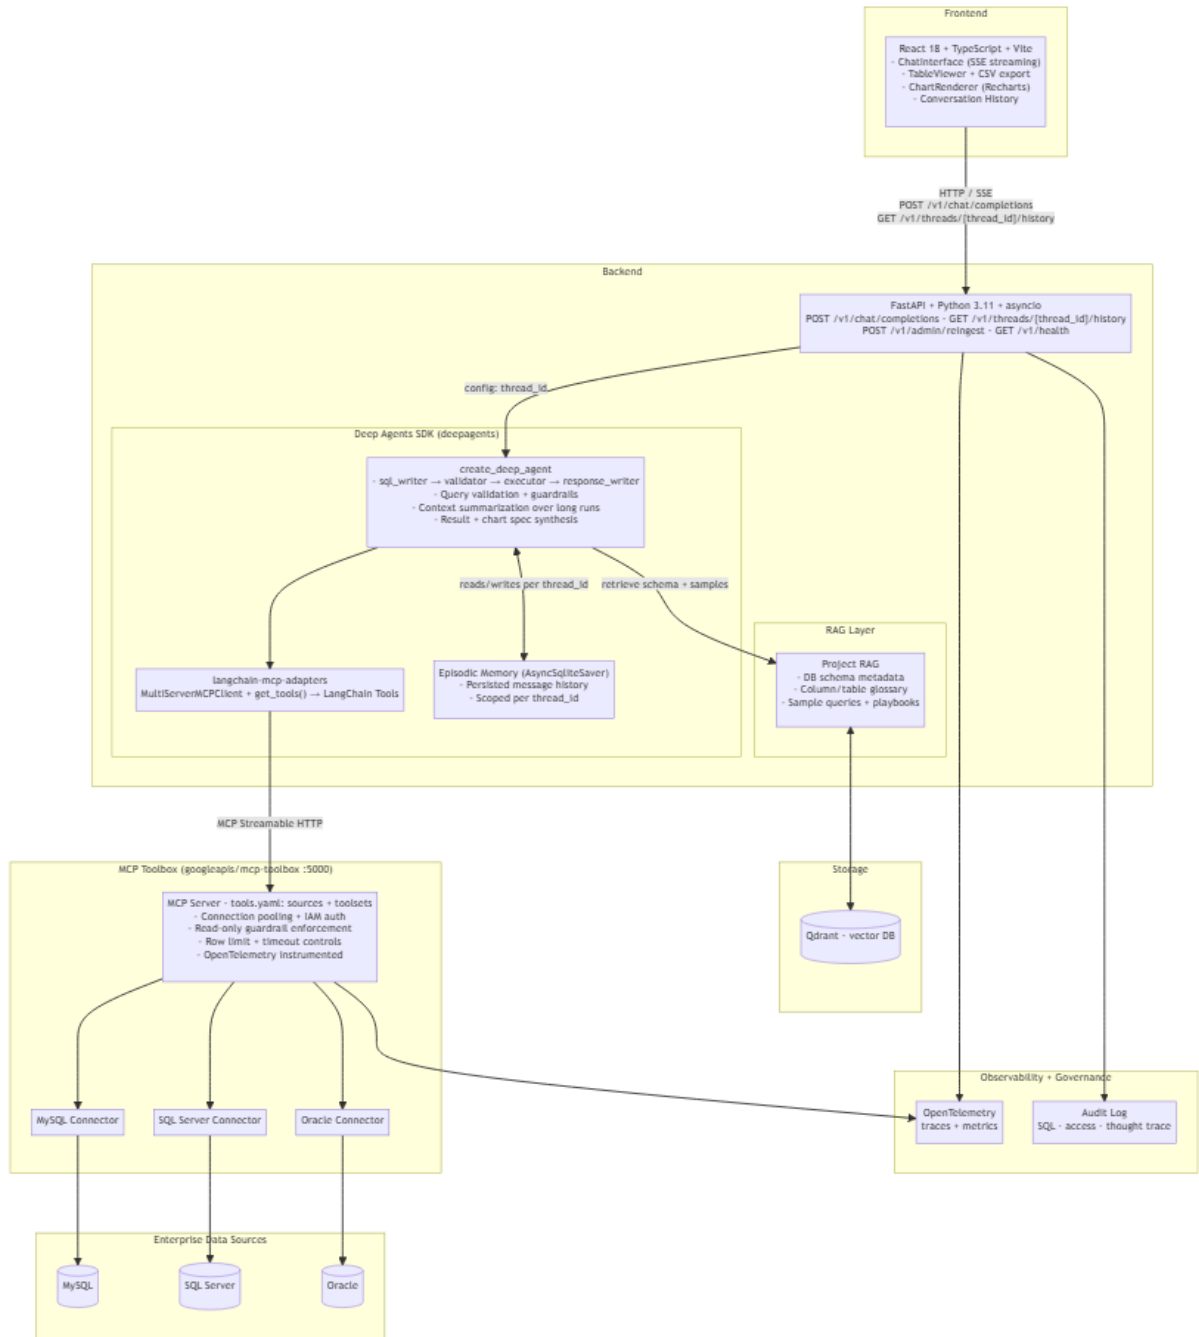 Frontend
React 18 + TypeScript + Vite
- ChatInterface (SSE streaming)
- TableViewer + CSV export
- ChartRenderer (Recharts)
- Conversation History
HTTP / SSE
POST /v1/chat/completions
GET /v1/threads/[thread_id]/history
Backend
FastAPI + Python 3.11 + asyncio
POST /v1/chat/completions - GET /v1/threads/[thread_id]/history
POST /v1/admin/reingest - GET /v1/health
config: thread_id
Deep Agents SDK (deepagents)
create_deep_agent
- sql_writer → validator → executor → response_writer
- Query validation + guardrails
- Context summarization over long runs
- Result + chart spec synthesis
reads/writes per thread_id
retrieve schema + samples
RAG Layer
Project RAG
- DB schema metadata
- Column/table glossary
- Sample queries + playbooks
langchain-mcp-adapters
MultiServerMCPClient + get_tools() → LangChain Tools
Episodic Memory (AsyncSqliteSaver)
- Persisted message history
- Scoped per thread_id
MCP Streamable HTTP
MCP Toolbox (googleapis/mcp-toolbox :5000)
MCP Server - tools.yaml: sources + toolsets
- Connection pooling + IAM auth
- Read-only guardrail enforcement
- Row limit + timeout controls
- OpenTelemetry instrumented
Storage
Qdrant - vector DB
Observability + Governance
OpenTelemetry
traces + metrics
Audit Log
SQL - access - thought trace
MySQL Connector
SQL Server Connector
Oracle Connector
Enterprise Data Sources
MySQL
SQL Server
Oracle